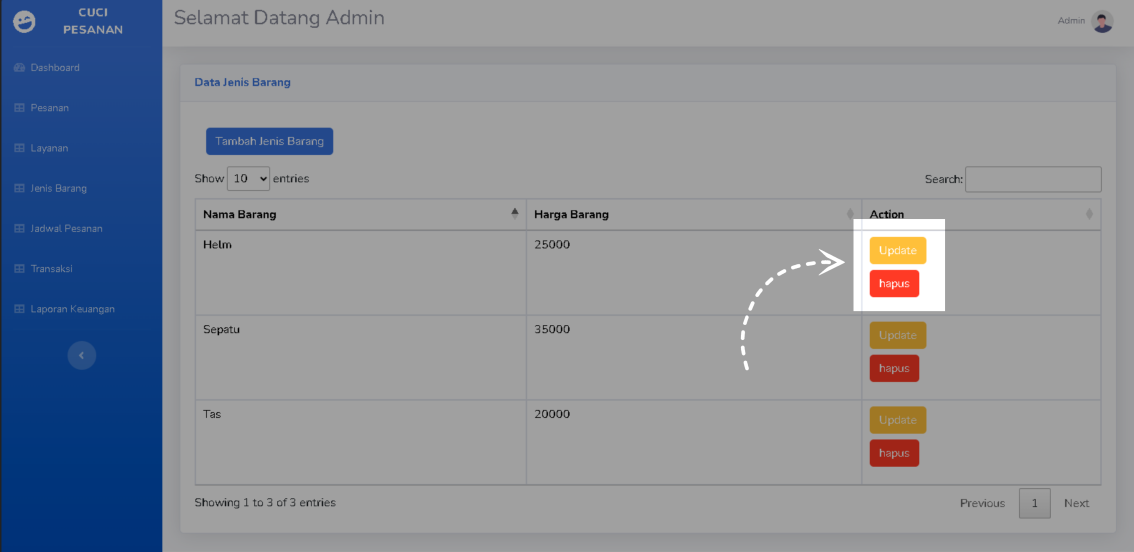 CUCI
PESANAN
Selamat Datang Admin
Admin
Dashboard
Pesanan
Layanan
Jenis Barang
Jadwal Pesanan
Transaksi
Laporan Keuangan
Data Jenis Barang
Tambah Jenis Barang
Show 10 entries
Search:
Nama Barang Harga Barang Action
Helm 25000 Update
hapus
Sepatu 35000 Update
hapus
Tas 20000 Update
hapus
Showing 1 to 3 of 3 entries
Previous 1 Next